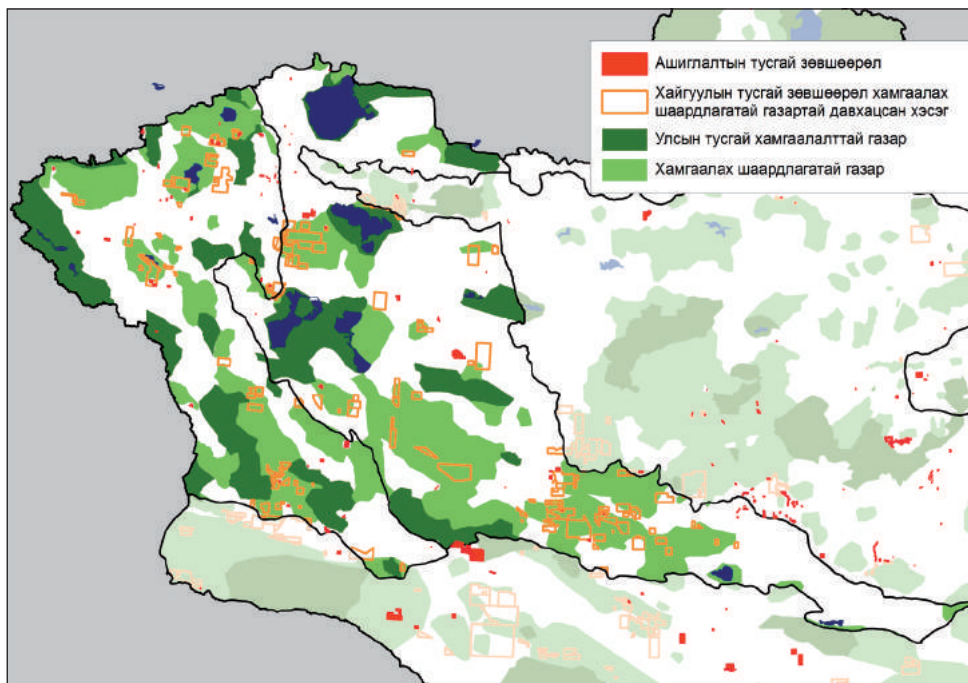 Ашиглалтын тусгай зөвшөөрөл
Хайгуулын тусгай зөвшөөрөл хамгаалах
шаардлагатай газартай давхацсан хэсэг
Улсын тусгай хамгаалалттай газар
Хамгаалах шаардлагатай газар